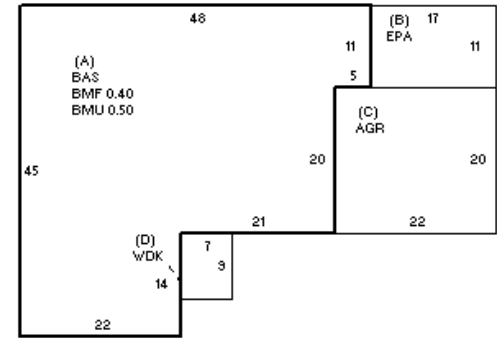 48
(A)
BAS
BMF 0.40
BMU 0.50
11
5
(B)
EPA
17
11
(C)
AGR
45
20
20
21
22
(D)
WDK
7
9
14
22